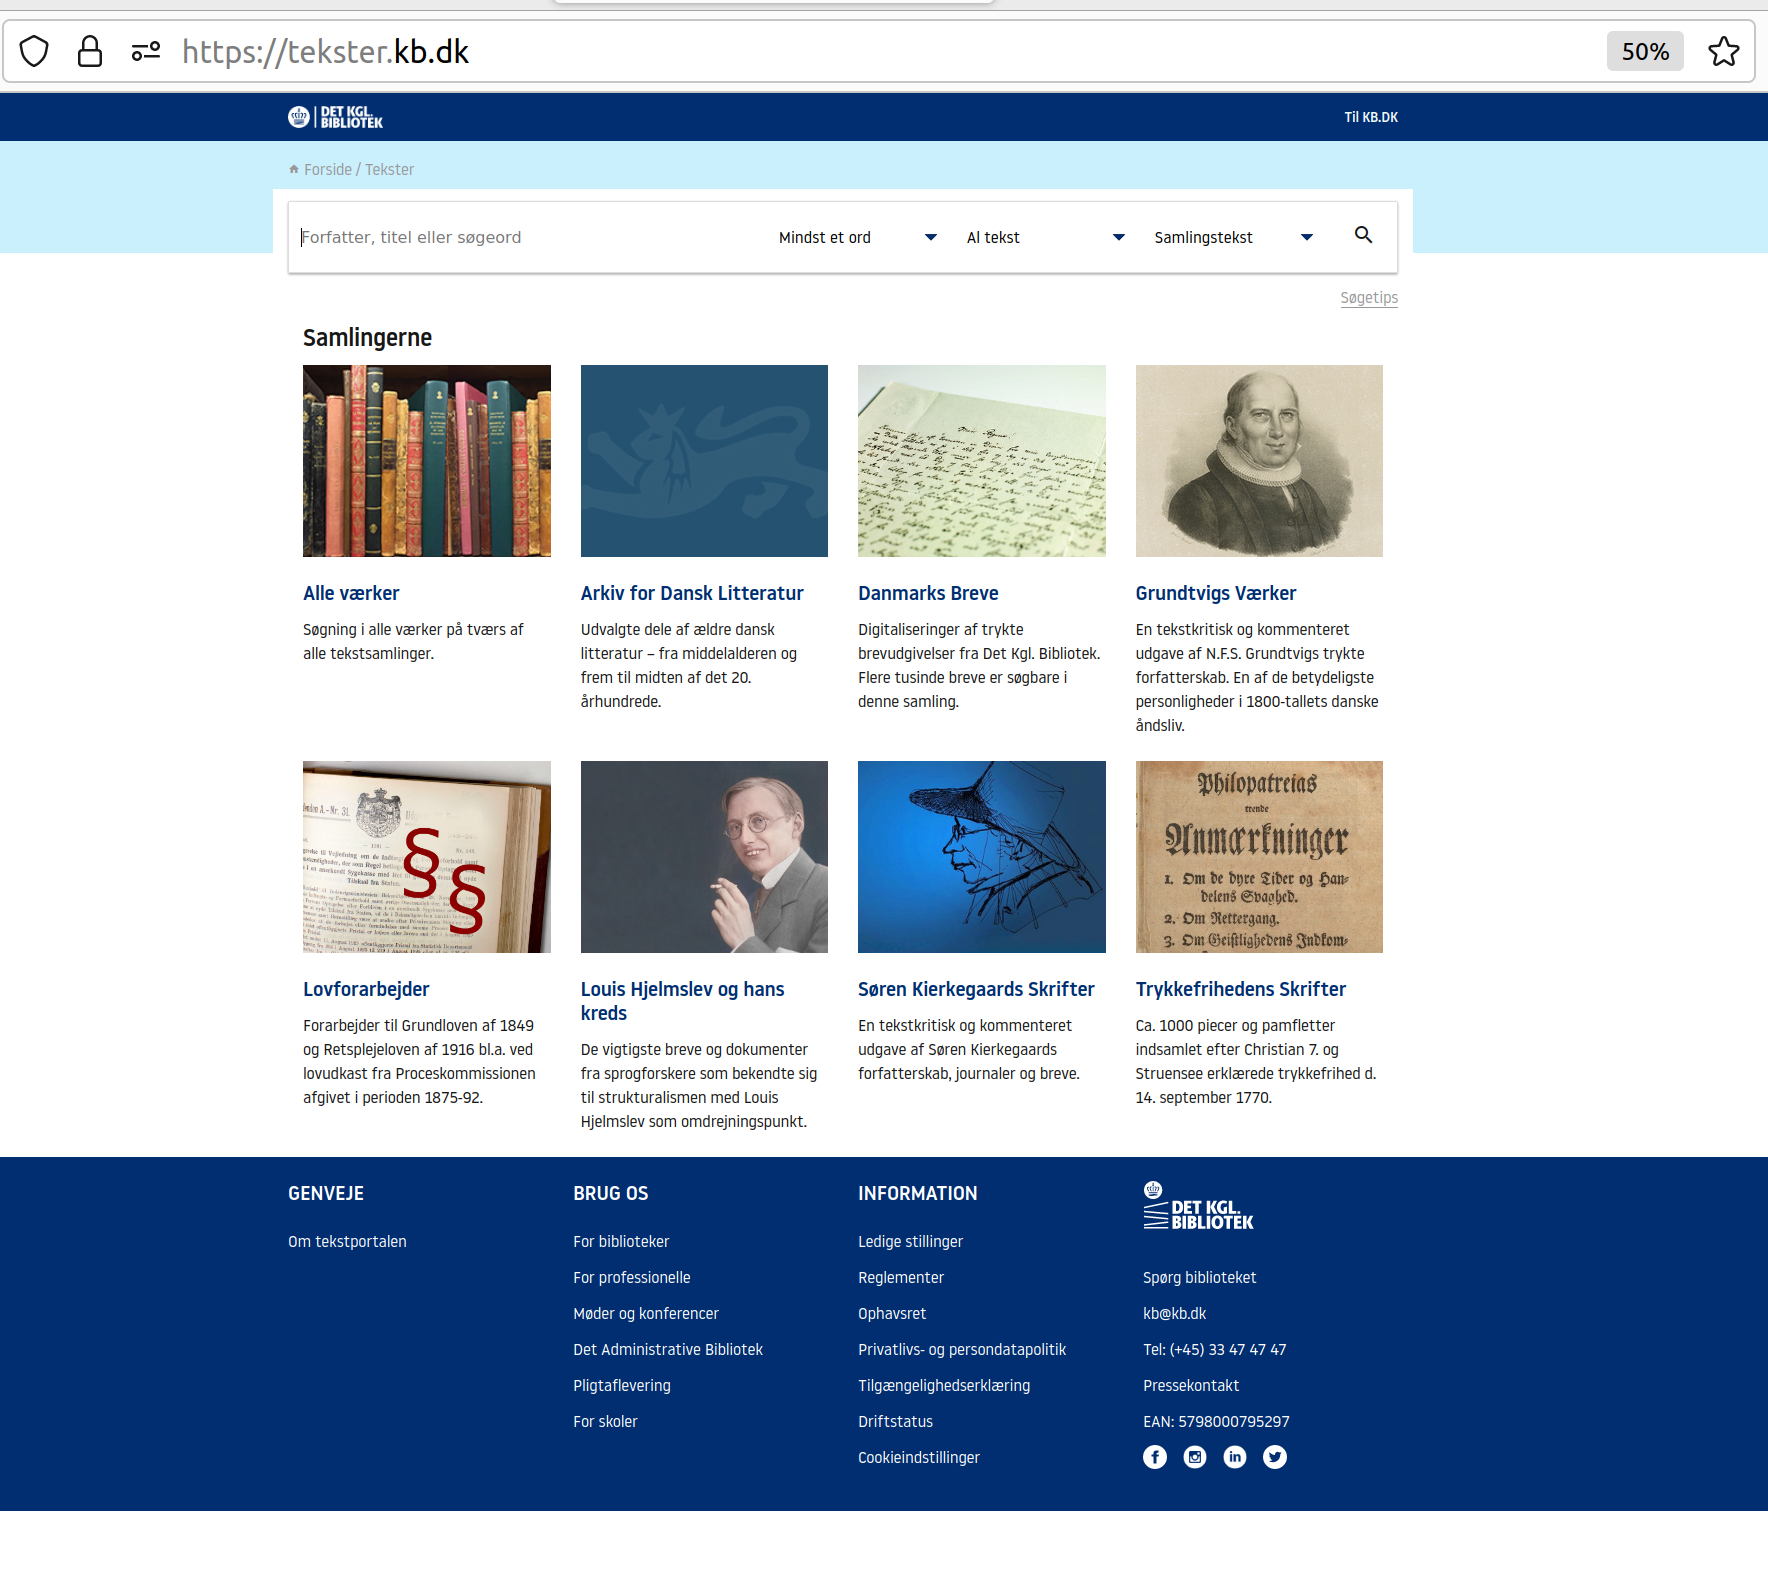 https://tekster.kb.dk
50%
DET KGL.
BIBLIOTEK
Til KB.DK
Forside / Tekster
Forfatter, titel eller søgeord
Mindst et ord
Al tekst
Samlingstekst
Søgetips
Samlingerne
Alle værker
Søgning i alle værker på tværs af
alle tekstsamlinger.
Arkiv for Dansk Litteratur
Udvalgte dele af ældre dansk
litteratur – fra middelalderen og
frem til midten af det 20.
århundrede.
Danmarks Breve
Digitaliseringer af trykte
brevudgivelser fra Det Kgl. Bibliotek.
Flere tusinde breve er søgbare i
denne samling.
Grundtvigs Værker
En tekstkritisk og kommenteret
udgave af N.F.S. Grundtvigs trykte
forfatterskab. En af de betydeligste
personligheder i 1800-tallets danske
åndsliv.
§§
Philopatreias
trende
Anmærkninger
1. Om de dyre Tider og Han-
delens Svaghed.
2. Om Rettergang.
3. Om Geistlighedens Indkom-
Lovforarbejder
Forarbejder til Grundloven af 1849
og Retsplejeloven af 1916 bl.a. ved
lovudkast fra Proceskommissionen
afgivet i perioden 1875-92.
Louis Hjelmslev og hans
kreds
De vigtigste breve og dokumenter
fra sprogforskere som bekendte sig
til strukturalismen med Louis
Hjelmslev som omdrejningspunkt.
Søren Kierkegaards Skrifter
En tekstkritisk og kommenteret
udgave af Søren Kierkegaards
forfatterskab, journaler og breve.
Trykkefrihedens Skrifter
Ca. 1000 piecer og pamfletter
indsamlet efter Christian 7. og
Struensee erklærede trykkefrihed d.
14. september 1770.
GENVEJE
Om tekstportalen
BRUG OS
For biblioteker
For professionelle
Møder og konferencer
Det Administrative Bibliotek
Pligtaflevering
For skoler
INFORMATION
Ledige stillinger
Reglementer
Ophavsret
Privatlivs- og persondatapolitik
Tilgængelighedserklæring
Driftstatus
Cookieindstillinger
DET KGL.
BIBLIOTEK
Spørg biblioteket
kb@kb.dk
Tel: (+45) 33 47 47 47
Pressekontakt
EAN: 5798000795297